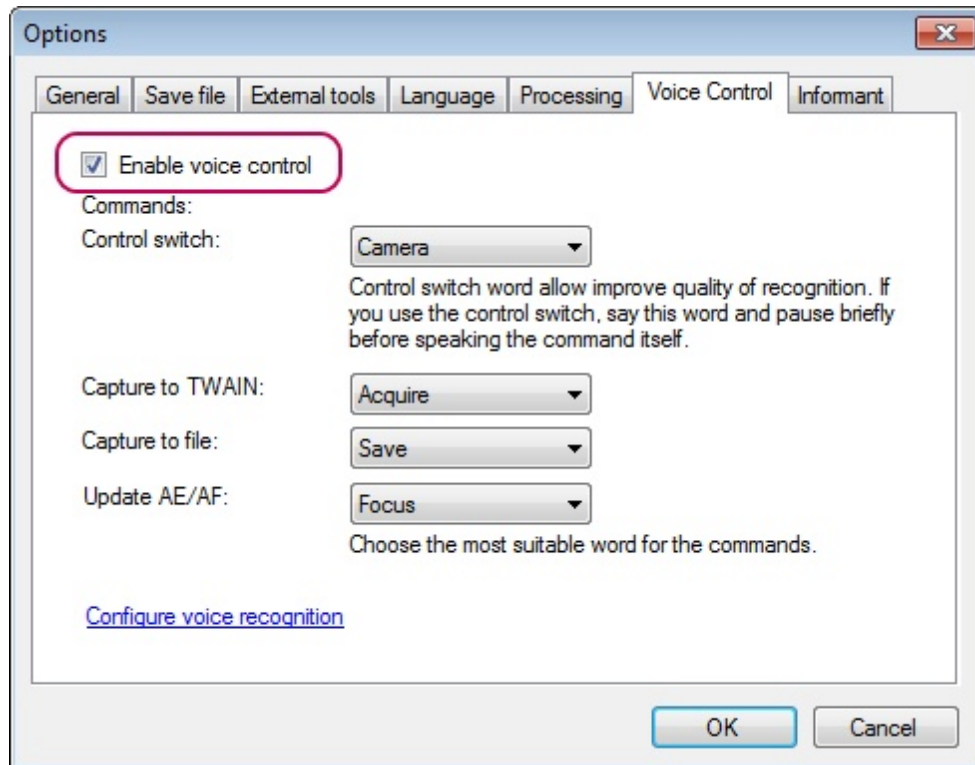 Options
General Save file External tools Language Processing Voice Control Informant
Enable voice control
Commands:
Control switch: Camera
Control switch word allow improve quality of recognition. If
you use the control switch, say this word and pause briefly
before speaking the command itself.
Capture to TWAIN: Acquire
Capture to file: Save
Update AE/AF: Focus
Choose the most suitable word for the commands.
Configure voice recognition
OK Cancel